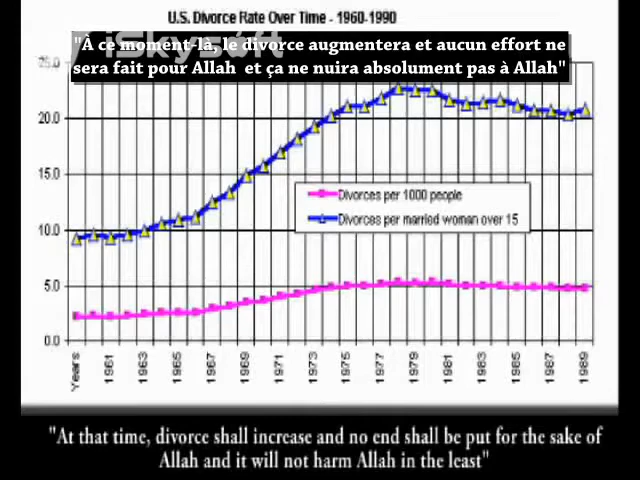 U.S. Divorce Rate Over Time - 1960-1990
iSkysoft
"À ce moment-là, le divorce augmentera et aucun effort ne
sera fait pour Allah et ça ne nuira absolument pas à Allah"
25.0
20.0
15.0
10.0
5.0
0.0
Divorces per 1000 people
Divorces per married woman over 15
Years 1961 1963 1965 1967 1969 1971 1973 1975 1977 1979 1981 1983 1985 1987 1989
"At that time, divorce shall increase and no end shall be put for the sake of
Allah and it will not harm Allah in the least"